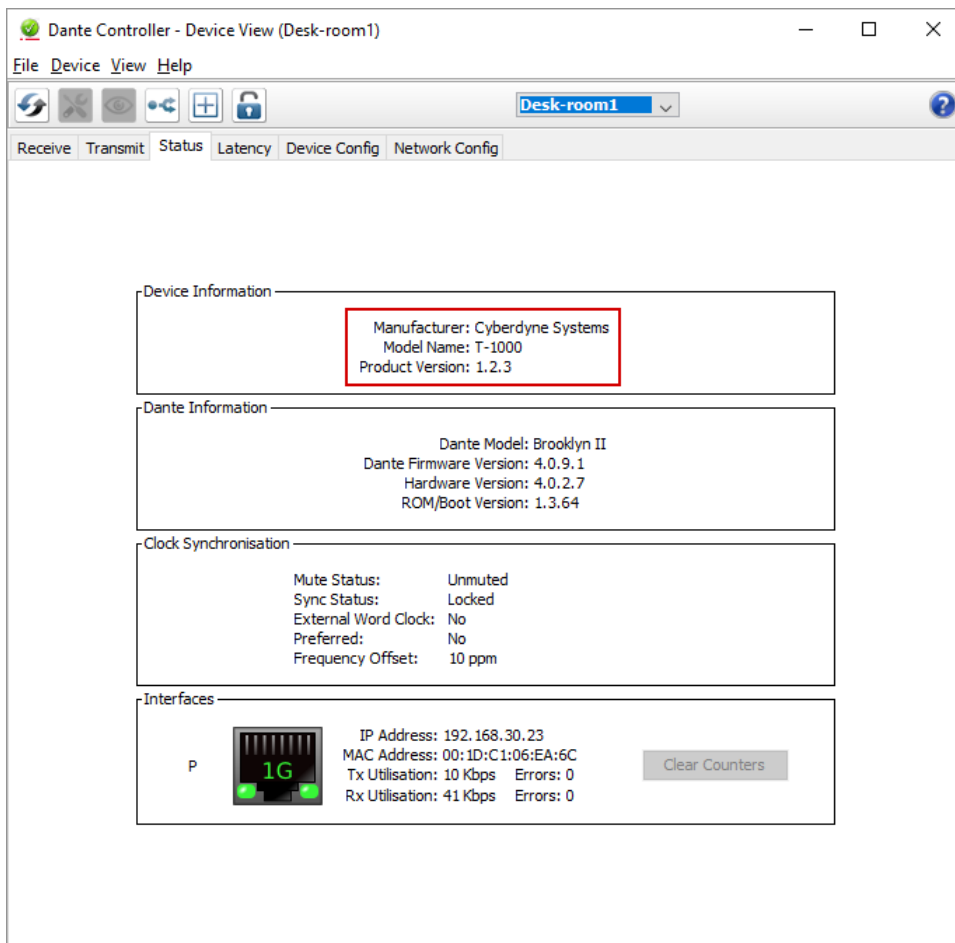 Dante Controller - Device View (Desk-room1)
File Device View Help
Desk-room1
Receive Transmit Status Latency Device Config Network Config
Device Information
Manufacturer: Cyberdyne Systems
Model Name: T-1000
Product Version: 1.2.3
Dante Information
Dante Model: Brooklyn II
Dante Firmware Version: 4.0.9.1
Hardware Version: 4.0.2.7
ROM/Boot Version: 1.3.64
Clock Synchronisation
Mute Status: Unmuted
Sync Status: Locked
External Word Clock: No
Preferred: No
Frequency Offset: 10 ppm
Interfaces
P
1G
IP Address: 192.168.30.23
MAC Address: 00:1D:C1:06:EA:6C
Tx Utilisation: 10 Kbps Errors: 0
Rx Utilisation: 41 Kbps Errors: 0
Clear Counters